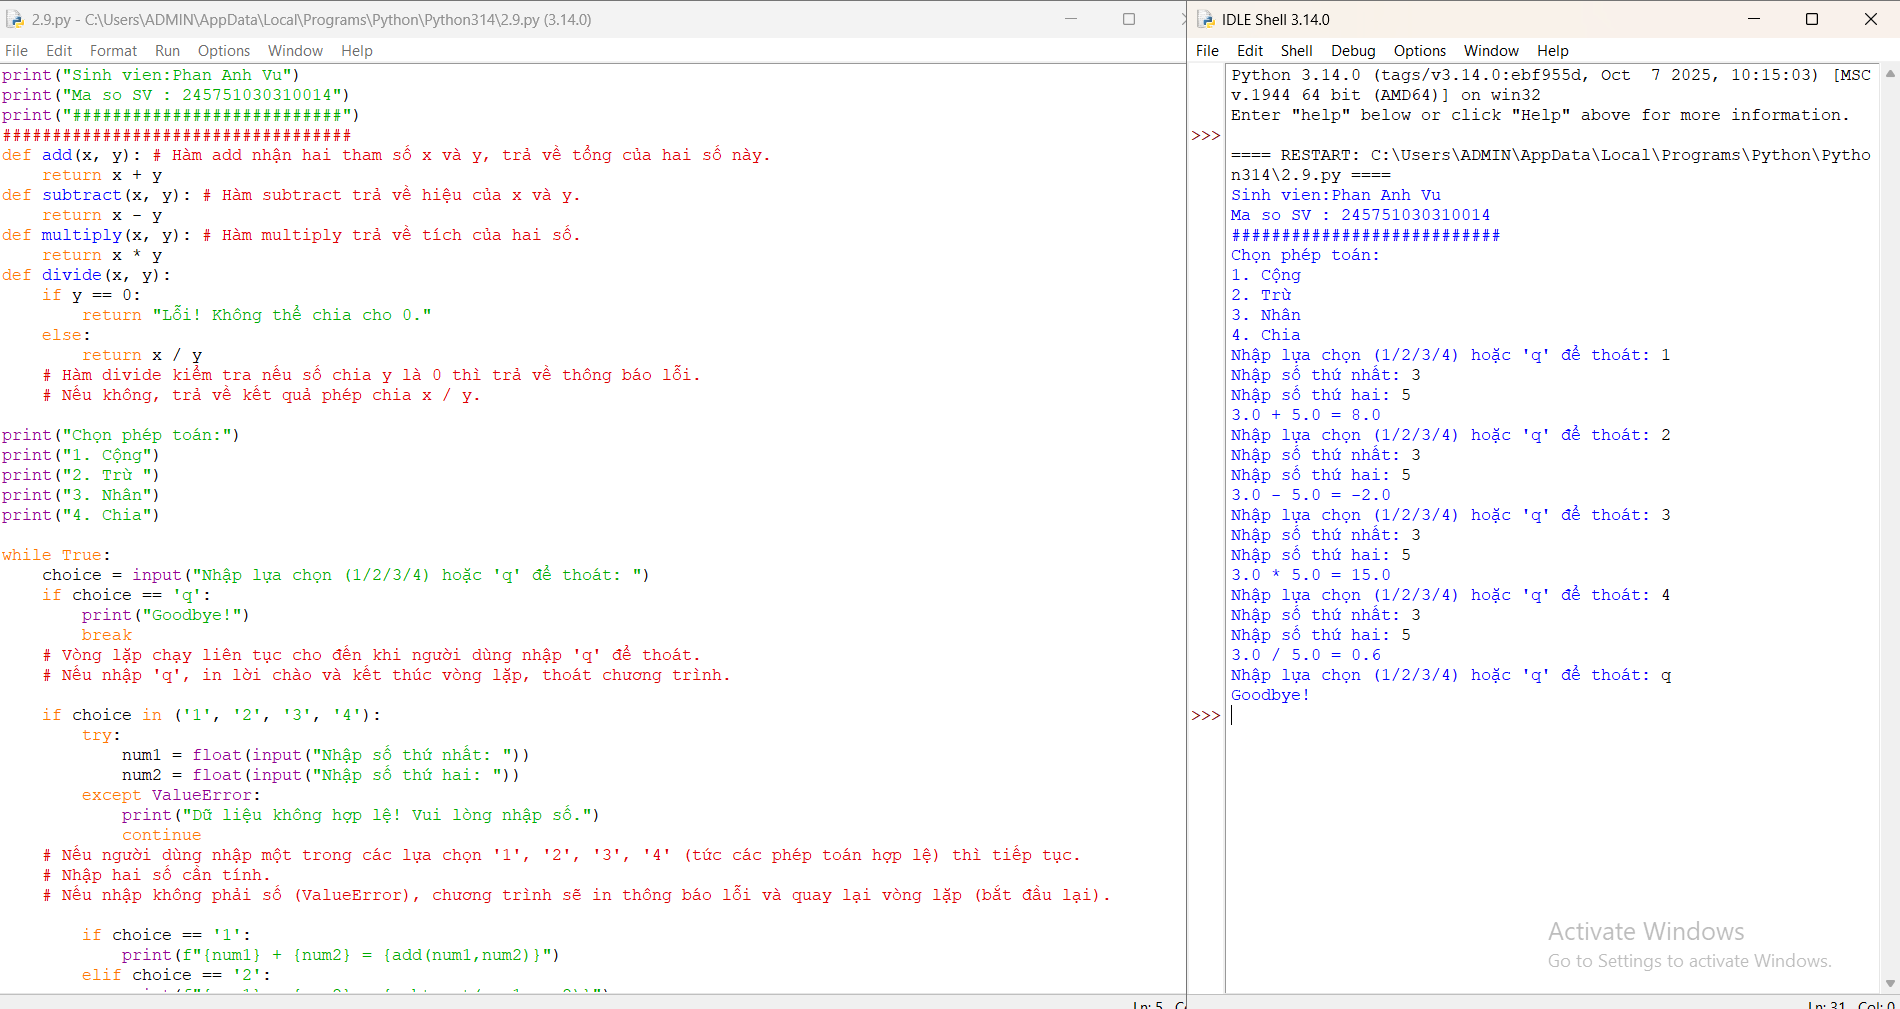 2.9.py - C:\Users\ADMIN\AppData\Local\Programs\Python\Python314\2.9.py (3.14.0)
File Edit Format Run Options Window Help
print("Sinh vien:Phan Anh Vu")
print("Ma so SV : 245751030310014")
print("###########################")
###################################
def add(x, y): # Hàm add nhận hai tham số x và y, trả về tổng của hai số này.
    return x + y
def subtract(x, y): # Hàm subtract trả về hiệu của x và y.
    return x - y
def multiply(x, y): # Hàm multiply trả về tích của hai số.
    return x * y
def divide(x, y):
    if y == 0:
        return "Lỗi! Không thể chia cho 0."
    else:
        return x / y
    # Hàm divide kiểm tra nếu số chia y là 0 thì trả về thông báo lỗi.
    # Nếu không, trả về kết quả phép chia x / y.
print("Chọn phép toán:")
print("1. Cộng")
print("2. Trừ ")
print("3. Nhân")
print("4. Chia")
while True:
    choice = input("Nhập lựa chọn (1/2/3/4) hoặc 'q' để thoát: ")
    if choice == 'q':
        print("Goodbye!")
        break
    # Vòng lặp chạy liên tục cho đến khi người dùng nhập 'q' để thoát.
    # Nếu nhập 'q', in lời chào và kết thúc vòng lặp, thoát chương trình.
    if choice in ('1', '2', '3', '4'):
        try:
            num1 = float(input("Nhập số thứ nhất: "))
            num2 = float(input("Nhập số thứ hai: "))
        except ValueError:
            print("Dữ liệu không hợp lệ! Vui lòng nhập số.")
            continue
    # Nếu người dùng nhập một trong các lựa chọn '1', '2', '3', '4' (tức các phép toán hợp lệ) thì tiếp tục.
    # Nhập hai số cần tính.
    # Nếu nhập không phải số (ValueError), chương trình sẽ in thông báo lỗi và quay lại vòng lặp (bắt đầu lại).
        if choice == '1':
            print(f"{num1} + {num2} = {add(num1,num2)}")
        elif choice == '2':
Ln: 5
IDLE Shell 3.14.0
File Edit Shell Debug Options Window Help
Python 3.14.0 (tags/v3.14.0:ebf955d, Oct  7 2025, 10:15:03) [MSC
v.1944 64 bit (AMD64)] on win32
Enter "help" below or click "Help" above for more information.
>>>
==== RESTART: C:\Users\ADMIN\AppData\Local\Programs\Python\Pytho
n314\2.9.py ====
Sinh vien:Phan Anh Vu
Ma so SV : 245751030310014
###########################
Chọn phép toán:
1. Cộng
2. Trừ
3. Nhân
4. Chia
Nhập lựa chọn (1/2/3/4) hoặc 'q' để thoát: 1
Nhập số thứ nhất: 3
Nhập số thứ hai: 5
3.0 + 5.0 = 8.0
Nhập lựa chọn (1/2/3/4) hoặc 'q' để thoát: 2
Nhập số thứ nhất: 3
Nhập số thứ hai: 5
3.0 - 5.0 = -2.0
Nhập lựa chọn (1/2/3/4) hoặc 'q' để thoát: 3
Nhập số thứ nhất: 3
Nhập số thứ hai: 5
3.0 * 5.0 = 15.0
Nhập lựa chọn (1/2/3/4) hoặc 'q' để thoát: 4
Nhập số thứ nhất: 3
Nhập số thứ hai: 5
3.0 / 5.0 = 0.6
Nhập lựa chọn (1/2/3/4) hoặc 'q' để thoát: q
Goodbye!
>>>
Activate Windows
Go to Settings to activate Windows.
Ln: 31 Col: 0